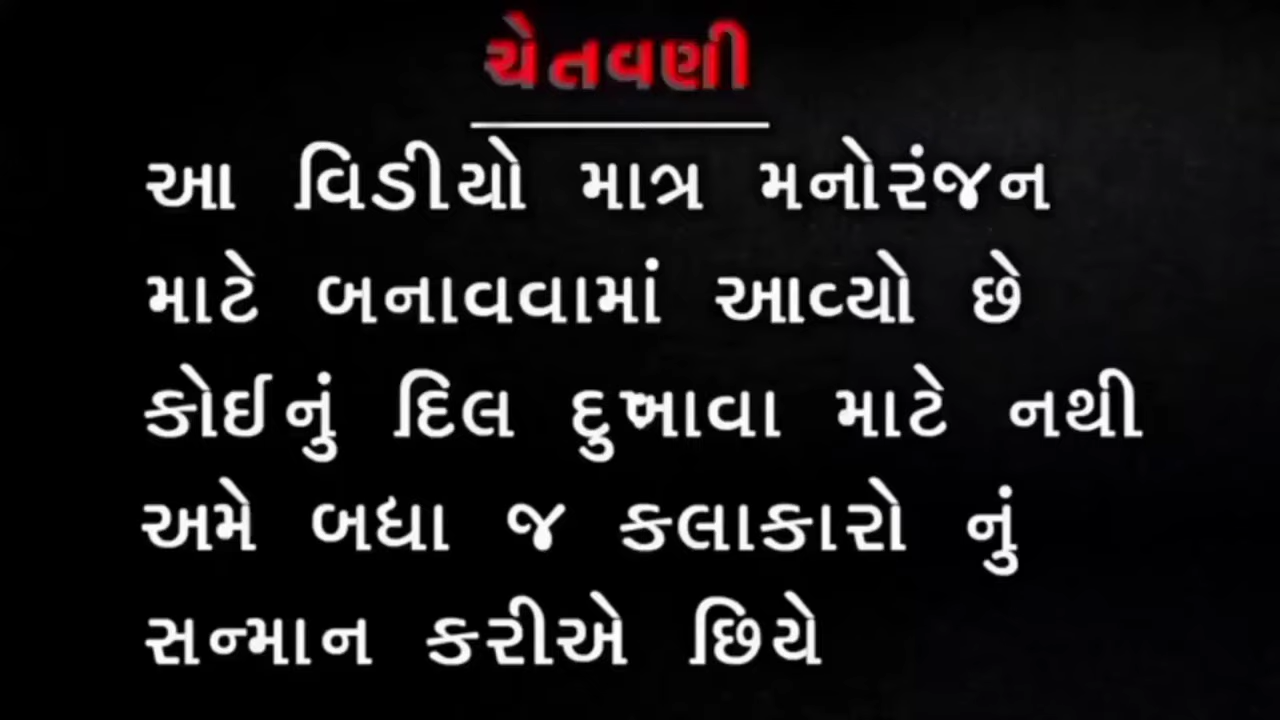 ચેતવણી
આ વિડીયો માત્ર મનોરંજન
માટે બનાવવામાં આવ્યો છે
કોઈનું દિલ દુખાવા માટે નથી
અમે બધા જ કલાકારો નું
સન્માન કરીએ છિયે